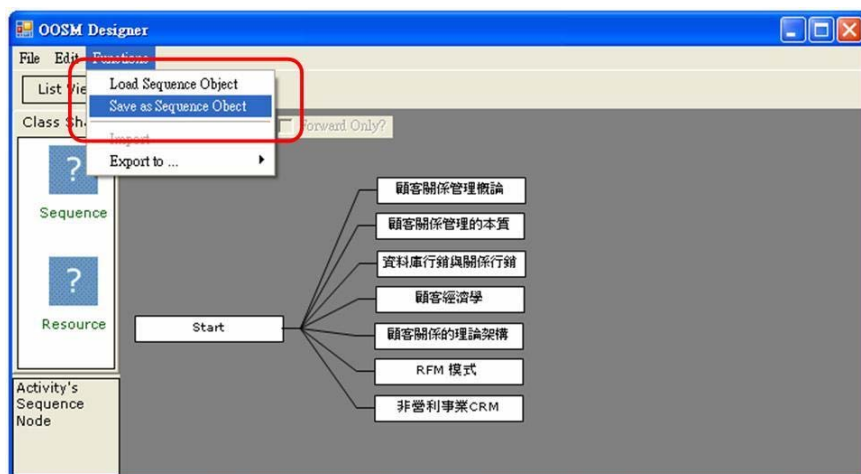 OOSM Designer
File Edit Functions
List Vie
Load Sequence Object
Save as Sequence Obect
Import
Export to ...
Class Sh
Forward Only?
Sequence
Resource
Activity's
Sequence
Node
Start
顧客關係管理概論
顧客關係管理的本質
資料庫行銷與關係行銷
顧客經濟學
顧客關係的理論架構
RFM 模式
非營利事業CRM